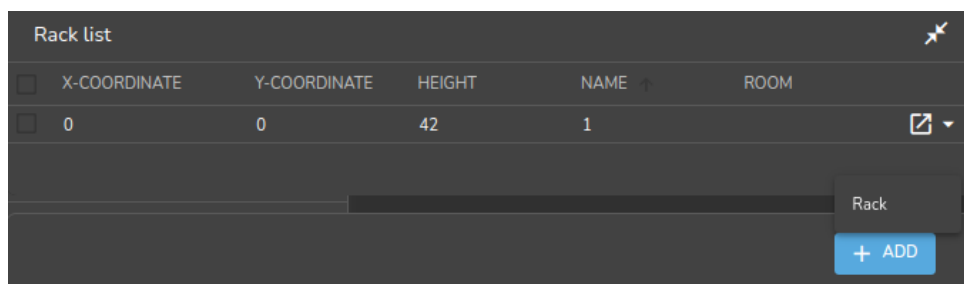 Rack list
X-COORDINATE Y-COORDINATE HEIGHT NAME ROOM
0 0 42 1
Rack
+ ADD